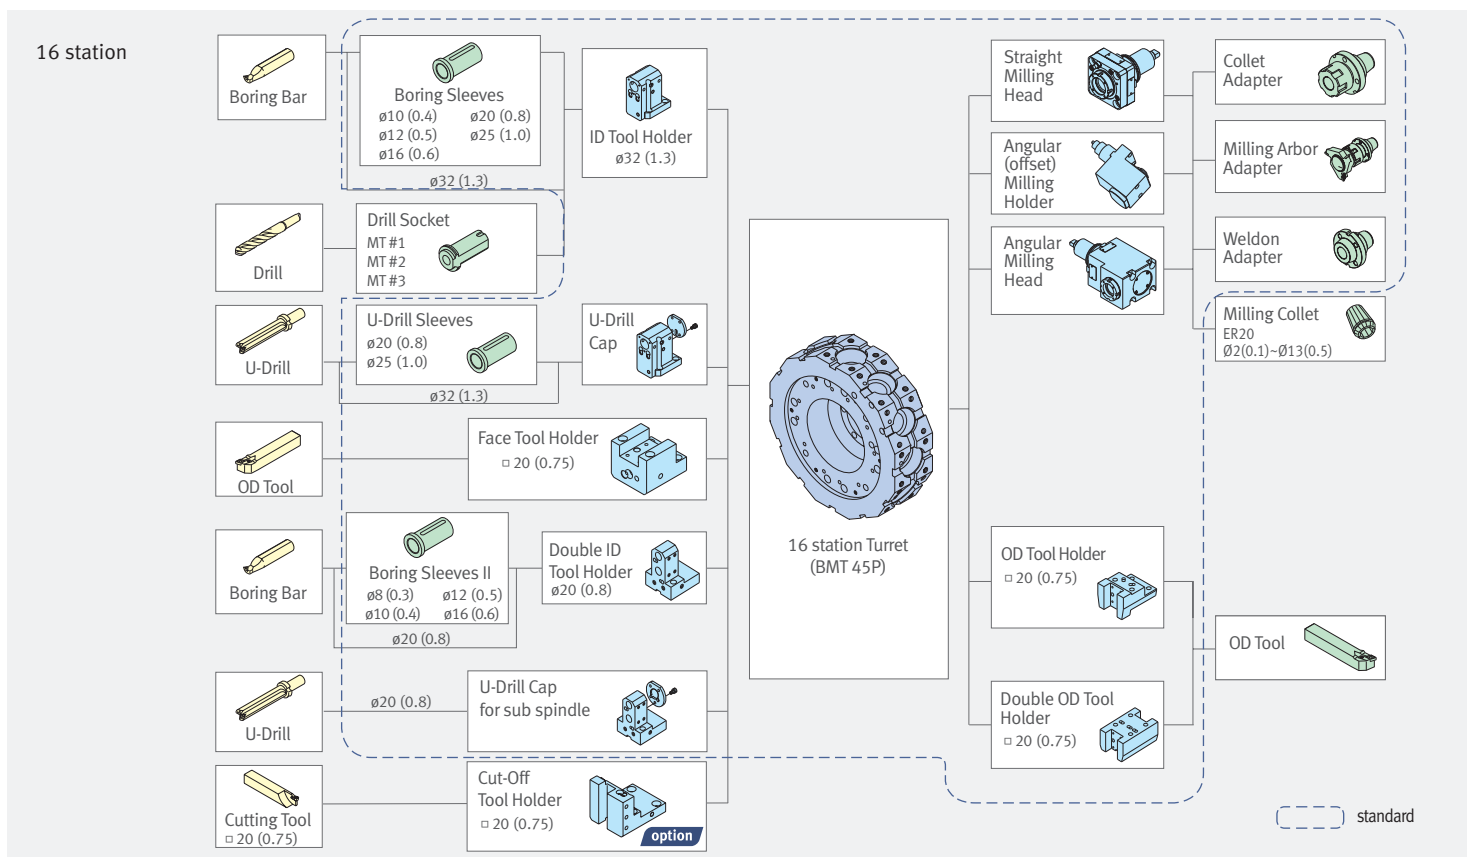 16 station
Boring Bar
Boring Sleeves
ø10 (0.4) ø20 (0.8)
ø12 (0.5) ø25 (1.0)
ø16 (0.6)
ø32 (1.3)
ID Tool Holder
ø32 (1.3)
Drill
Drill Socket
MT #1
MT #2
MT #3
U-Drill
U-Drill Sleeves
ø20 (0.8)
ø25 (1.0)
ø32 (1.3)
U-Drill
Cap
OD Tool
Face Tool Holder
□ 20 (0.75)
Boring Bar
Boring Sleeves II
ø8 (0.3) ø12 (0.5)
ø10 (0.4) ø16 (0.6)
ø20 (0.8)
Double ID
Tool Holder
ø20 (0.8)
U-Drill
ø20 (0.8)
U-Drill Cap
for sub spindle
Cutting Tool
□ 20 (0.75)
Cut-Off
Tool Holder
□ 20 (0.75)
option
16 station Turret
(BMT 45P)
Straight
Milling
Head
Angular
(offset)
Milling
Holder
Angular
Milling
Head
Collet
Adapter
Milling Arbor
Adapter
Weldon
Adapter
Milling Collet
ER20
Ø2(0.1)~Ø13(0.5)
OD Tool Holder
□ 20 (0.75)
Double OD Tool
Holder
□ 20 (0.75)
OD Tool
standard